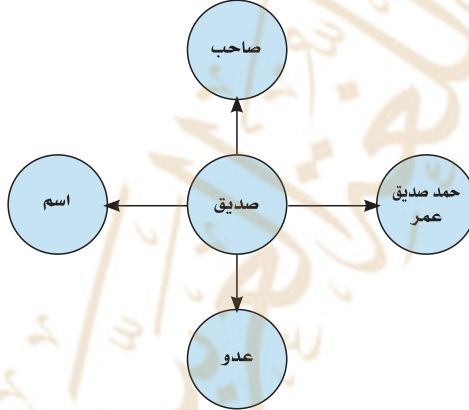 صاحب
حمد صديق
عمر
صديق
اسم
عدو